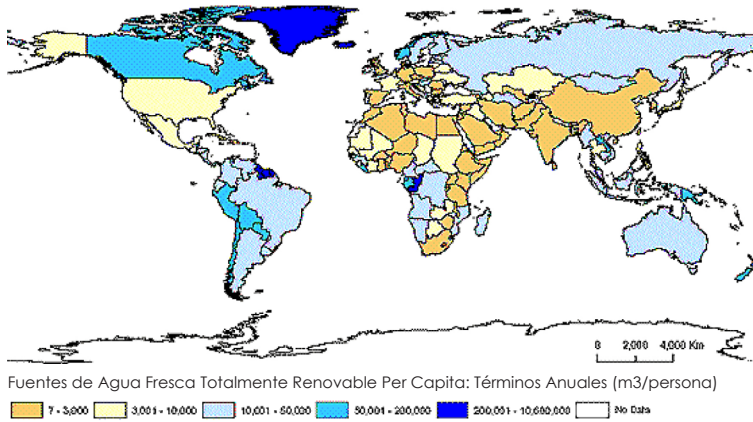 0 2,000 4,000 Km
Fuentes de Agua Fresca Totalmente Renovable Per Capita: Términos Anuales (m3/persona)
7 - 3,000 3,001 - 10,000 10,001 - 50,000 50,001 - 200,000 200,001 - 10,600,000 No Data